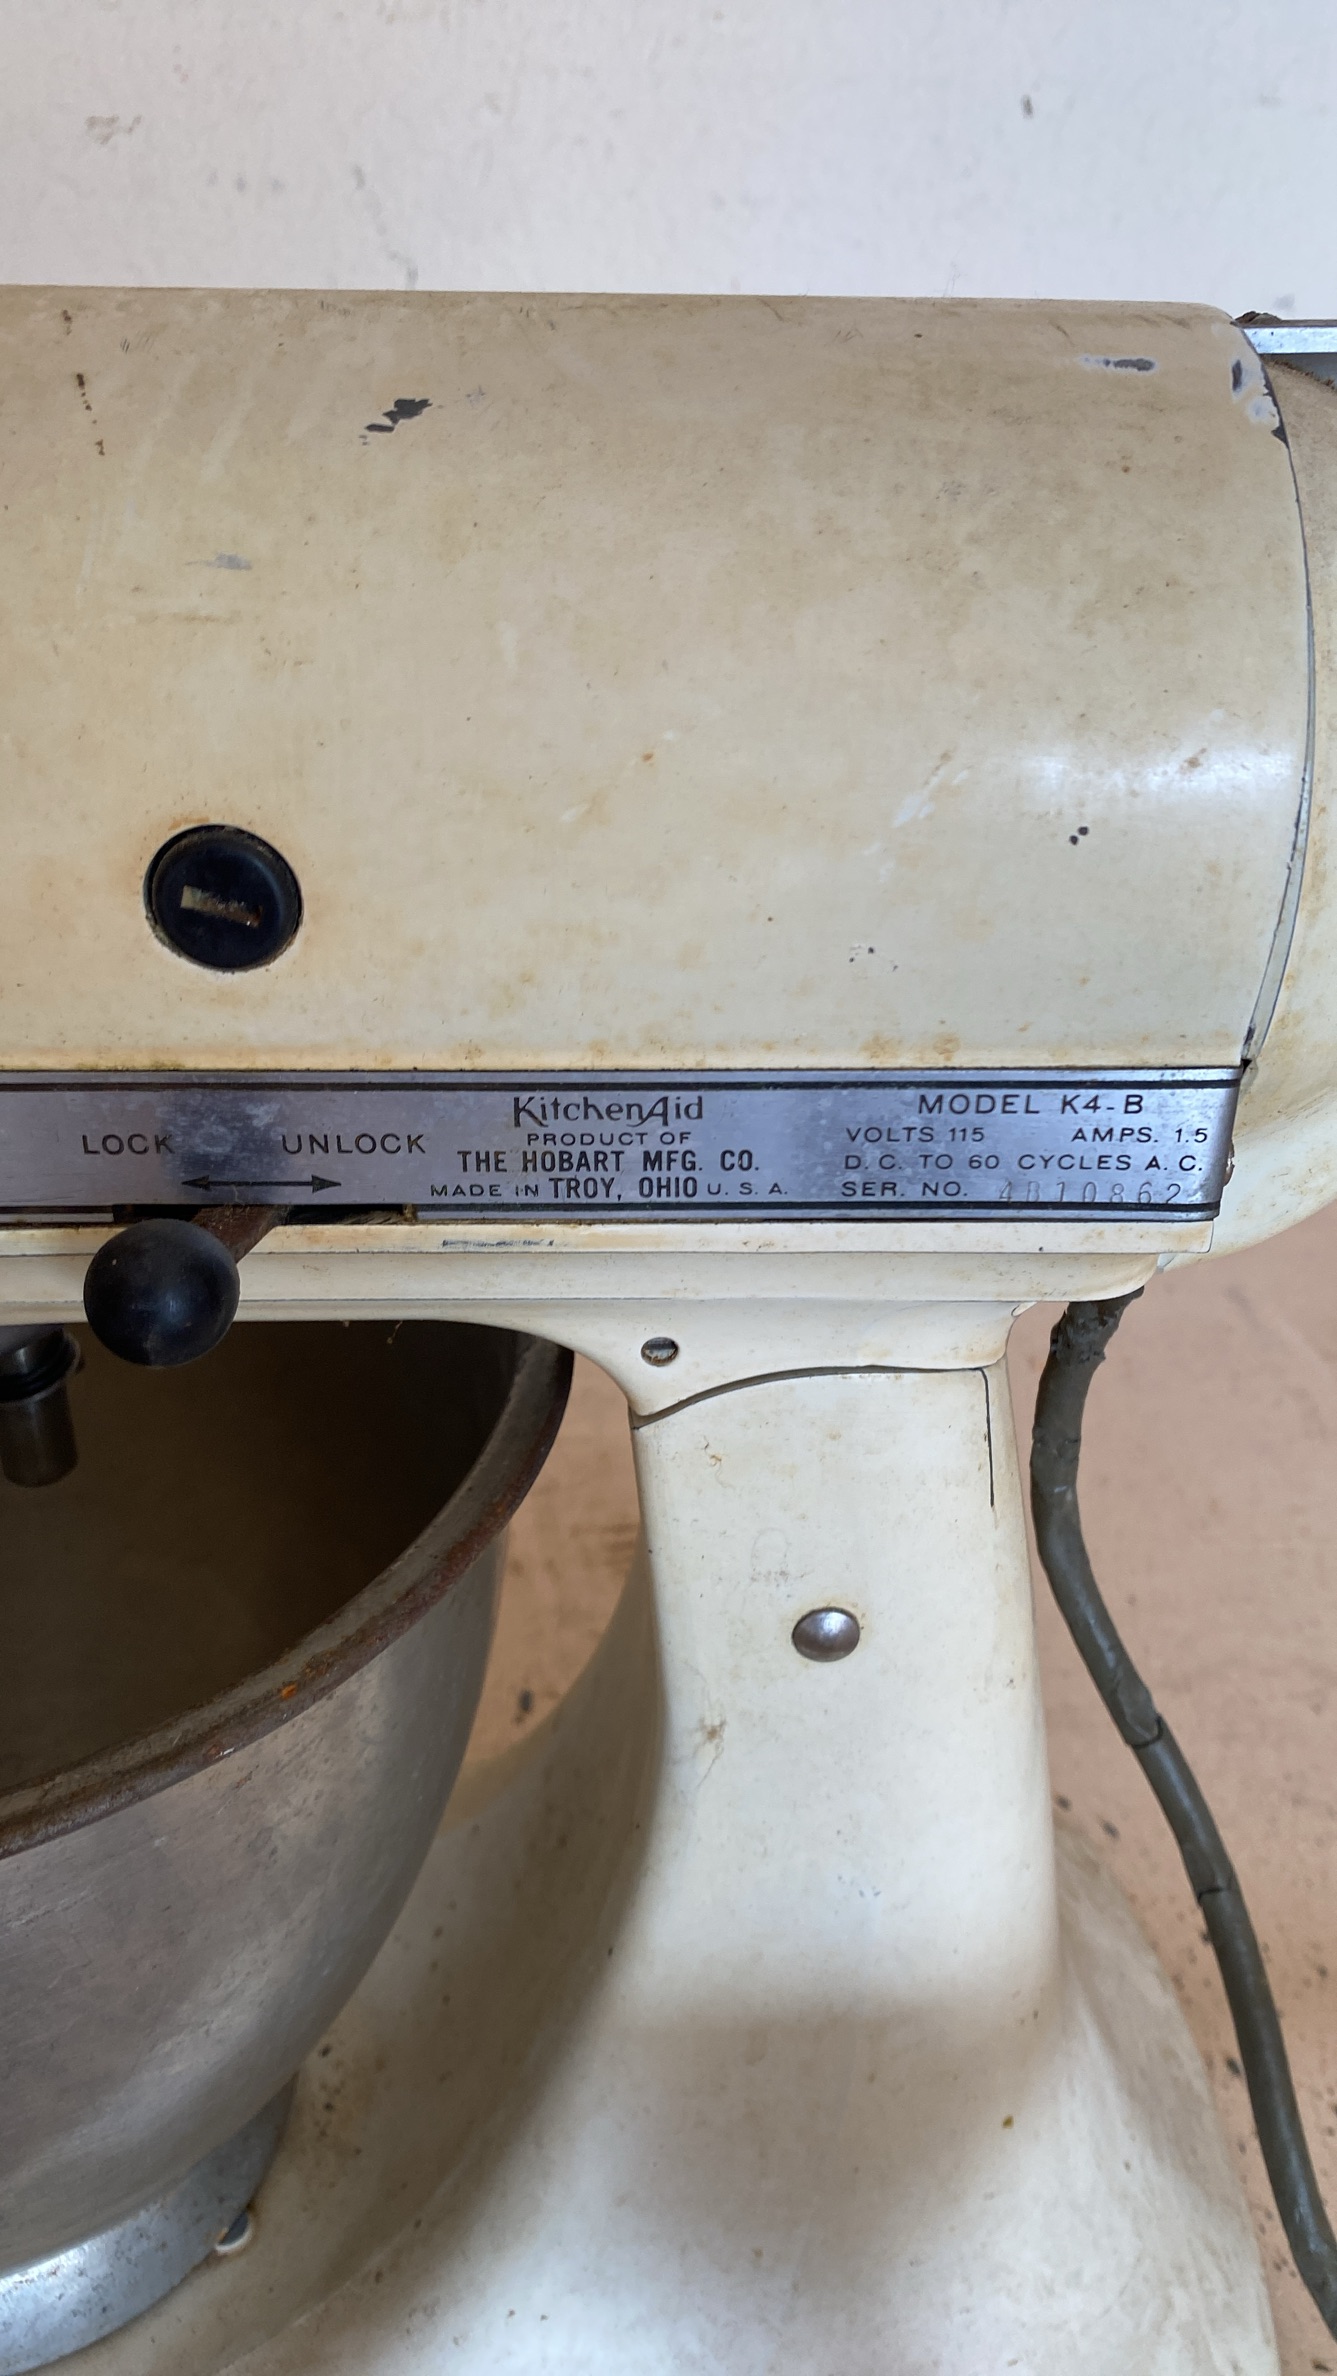 LOCK UNLOCK
KitchenAid
PRODUCT OF
THE HOBART MFG. CO.
MADE IN TROY, OHIO U. S. A.
MODEL K4-B
VOLTS 115 AMPS. 1.5
D. C. TO 60 CYCLES A. C.
SER. NO. 4B10862